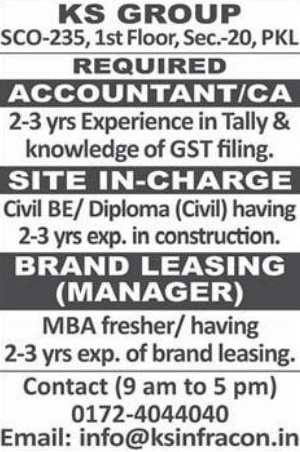 KS GROUP
SCO-235, 1st Floor, Sec.-20, PKL
REQUIRED
ACCOUNTANT/CA
2-3 yrs Experience in Tally &
knowledge of GST filing.
SITE IN-CHARGE
Civil BE/ Diploma (Civil) having
2-3 yrs exp. in construction.
BRAND LEASING
(MANAGER)
MBA fresher/ having
2-3 yrs exp. of brand leasing.
Contact (9 am to 5 pm)
0172-4044040
Email: info@ksinfracon.in